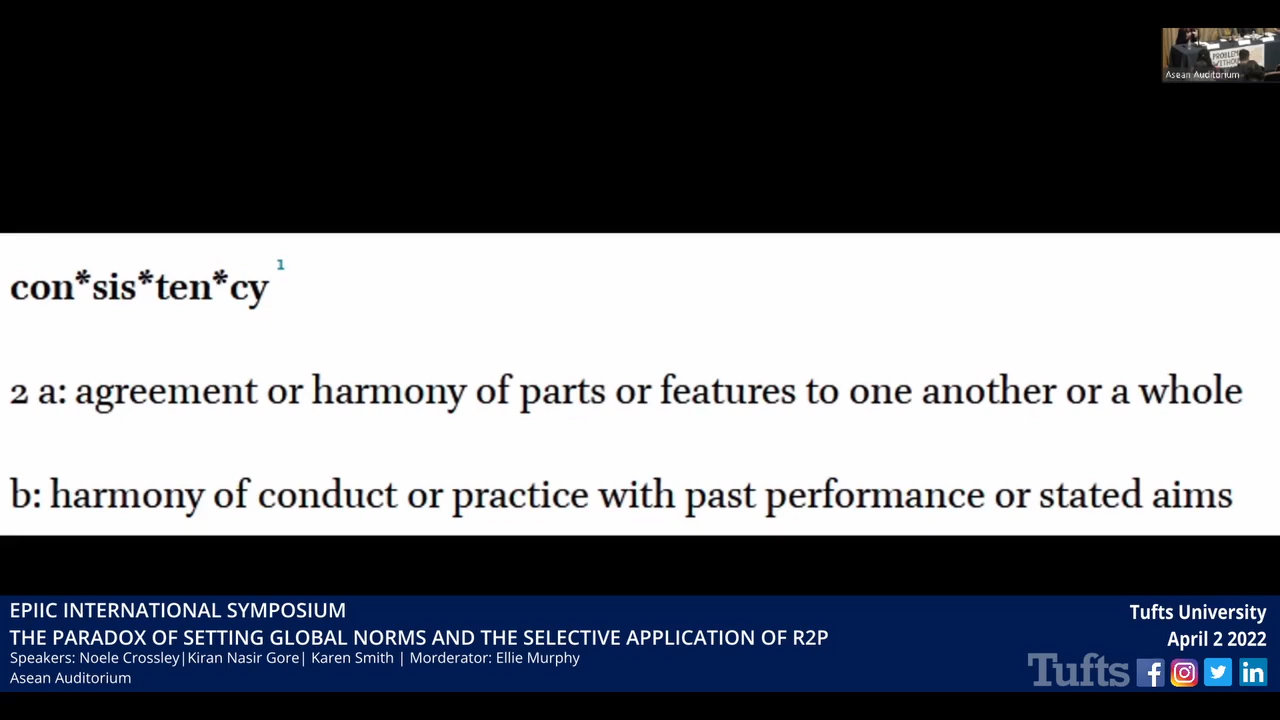 PROBLEM
WITHOU
Asean Auditorium
con*sis*ten*cy 1
2 a: agreement or harmony of parts or features to one another or a whole
b: harmony of conduct or practice with past performance or stated aims
EPIIC INTERNATIONAL SYMPOSIUM
THE PARADOX OF SETTING GLOBAL NORMS AND THE SELECTIVE APPLICATION OF R2P
Speakers: Noele Crossley|Kiran Nasir Gore| Karen Smith | Morderator: Ellie Murphy
Asean Auditorium
Tufts University
April 2 2022
Tufts